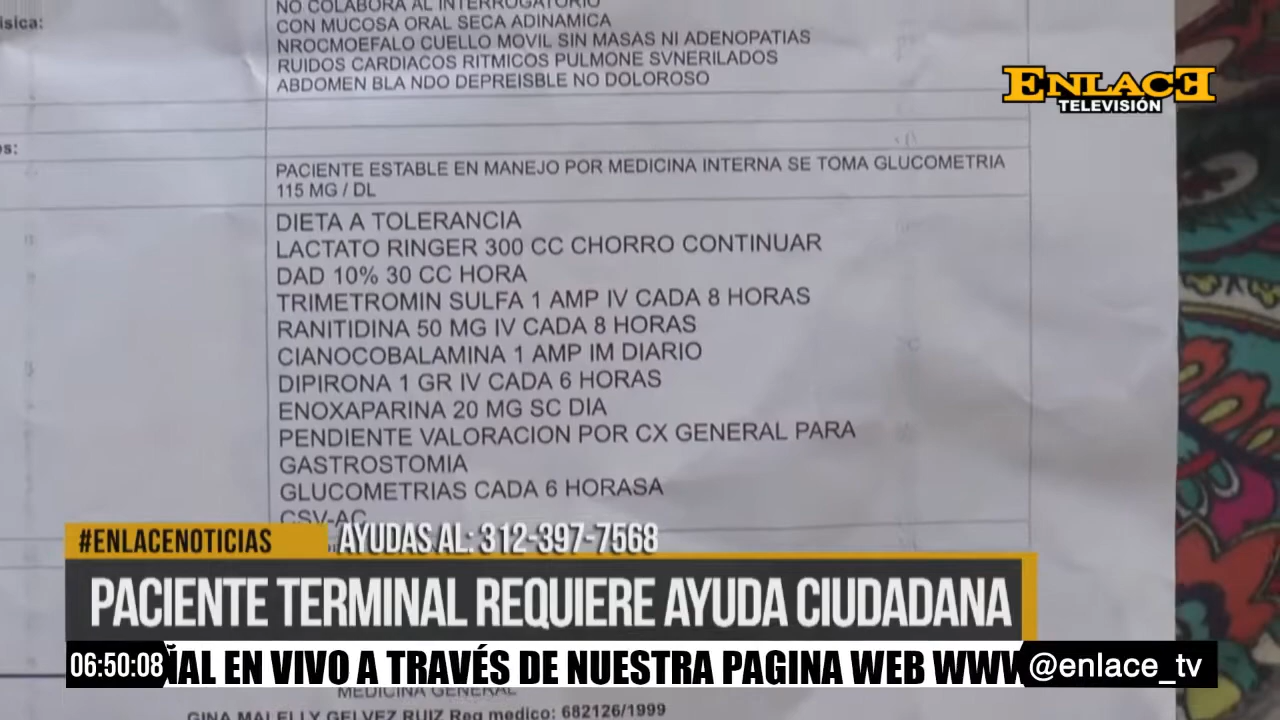 NO COLABORA AL INTERROGATORIO
CON MUCOSA ORAL SECA ADINAMICA
NROCMOEFALO CUELLO MOVIL SIN MASAS NI ADENOPATIAS
RUIDOS CARDIACOS RITMICOS PULMONE SVNERILADOS
ABDOMEN BLA NDO DEPREISBLE NO DOLOROSO
ENLACE
TELEVISIÓN
PACIENTE ESTABLE EN MANEJO POR MEDICINA INTERNA SE TOMA GLUCOMETRIA
115 MG / DL
DIETA A TOLERANCIA
LACTATO RINGER 300 CC CHORRO CONTINUAR
DAD 10% 30 CC HORA
TRIMETROMIN SULFA 1 AMP IV CADA 8 HORAS
RANITIDINA 50 MG IV CADA 8 HORAS
CIANOCOBALAMINA 1 AMP IM DIARIO
DIPIRONA 1 GR IV CADA 6 HORAS
ENOXAPARINA 20 MG SC DIA
PENDIENTE VALORACION POR CX GENERAL PARA
GASTROSTOMIA
GLUCOMETRIAS CADA 6 HORASA
CSV-AC
#ENLACENOTICIAS
AYUDAS AL: 312-397-7568
PACIENTE TERMINAL REQUIERE AYUDA CIUDADANA
06:50:08
ÑAL EN VIVO A TRAVÉS DE NUESTRA PAGINA WEB WWW
@enlace_tv
MEDICINA GENERAL
GINA MALELLY GELVEZ RUIZ Reg medico: 682126/1999